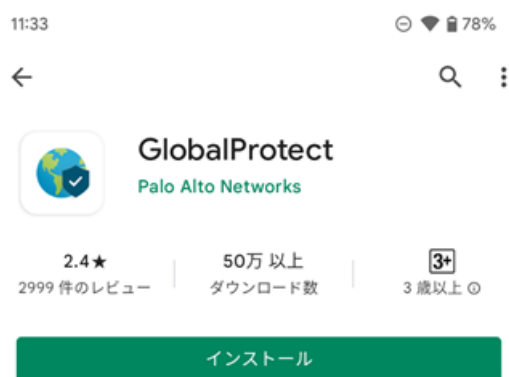 11:33 78%
GlobalProtect
Palo Alto Networks
2.4★ 50万 以上 3+
2999 件のレビュー ダウンロード数 3 歳以上
インストール